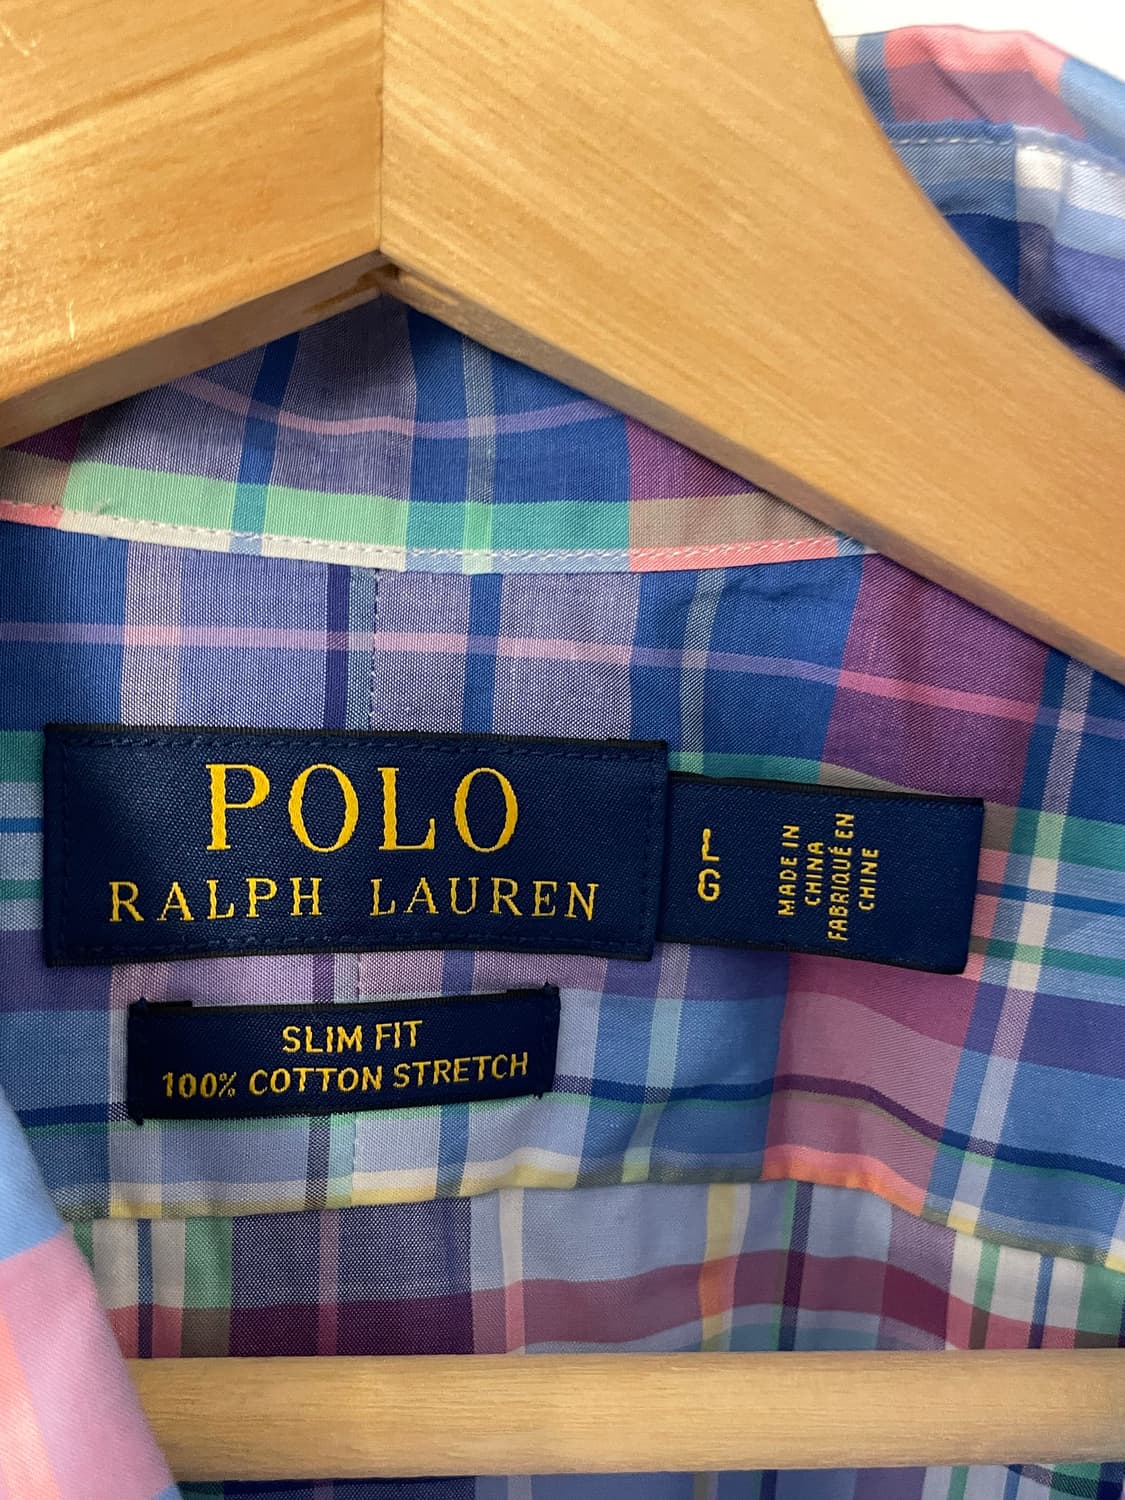 POLO
RALPH LAUREN
L
G
MADE IN
CHINA
FABRIQUÉ EN
CHINE
SLIM FIT
100% COTTON STRETCH